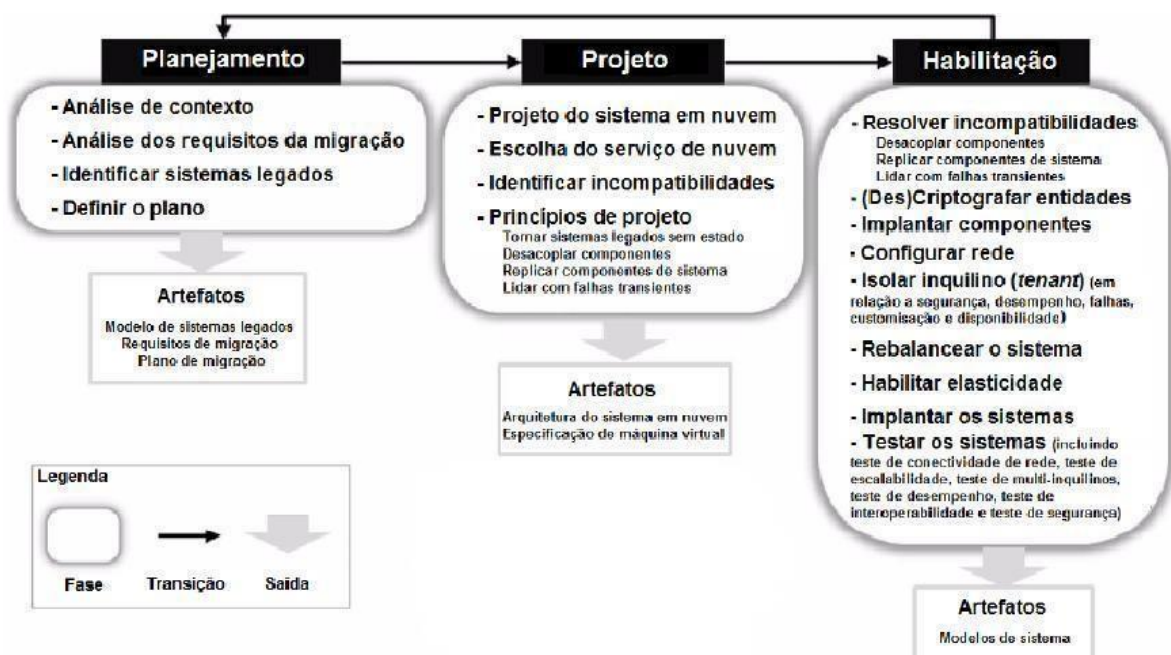 Planejamento
- Análise de contexto
- Análise dos requisitos da migração
- Identificar sistemas legados
- Definir o plano
Artefatos
Modelo de sistemas legados
Requisitos de migração
Plano de migração
Projeto
- Projeto do sistema em nuvem
- Escolha do serviço de nuvem
- Identificar incompatibilidades
- Princípios de projeto
Tornar sistemas legados sem estado
Desacoplar componentes
Replicar componentes de sistema
Lidar com falhas transientes
Artefatos
Arquitetura do sistema em nuvem
Especificação de máquina virtual
Habilitação
- Resolver incompatibilidades
Desacoplar componentes
Replicar componentes de sistema
Lidar com falhas transientes
- (Des)Criptografar entidades
- Implantar componentes
- Configurar rede
- Isolar inquilino (tenant) (em
relação a segurança, desempenho, falhas,
customisação e disponibilidade)
- Rebalancear o sistema
- Habilitar elasticidade
- Implantar os sistemas
- Testar os sistemas (incluindo
teste de conectividade de rede, teste de
escalabilidade, teste de multi-inquilinos,
teste de desempenho, teste de
interoperabilidade e teste de segurança)
Artefatos
Modelos de sistema
Legenda
Fase
Transição
Saída